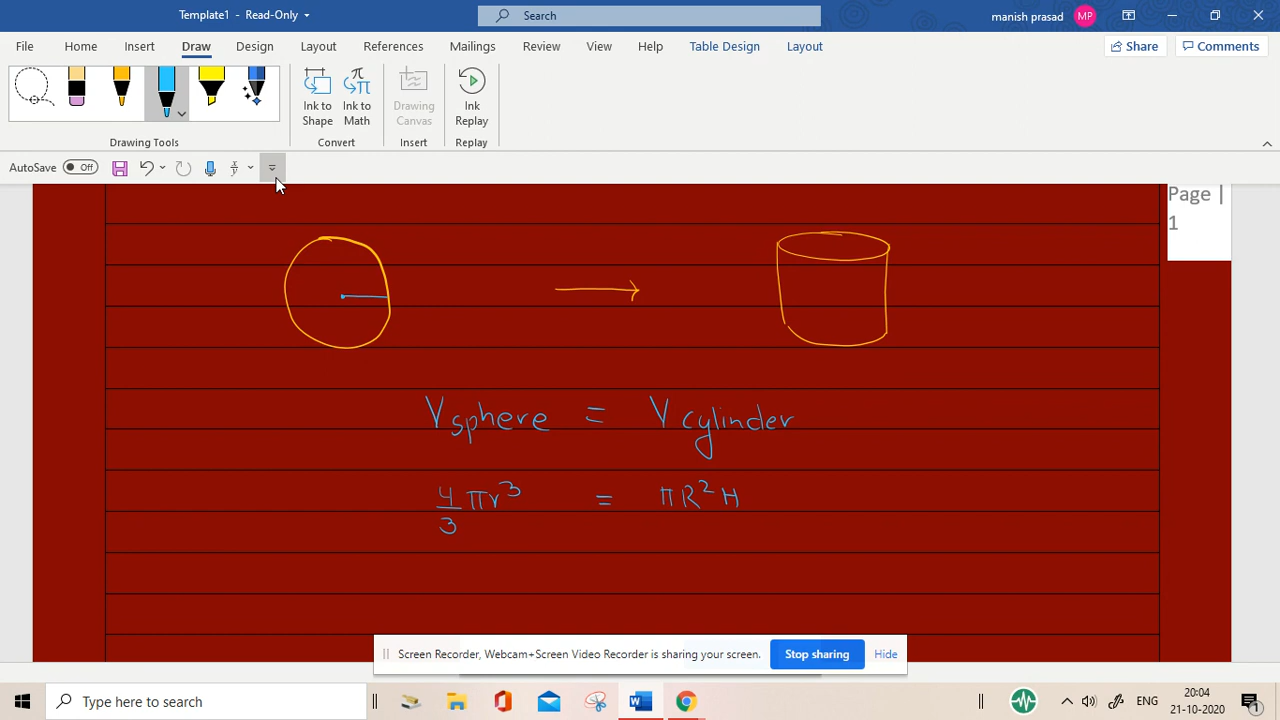 Template1 - Read-Only
Search
manish prasad
MP
File Home Insert Draw Design Layout References Mailings Review View Help Table Design Layout
Share
Comments
Ink to Shape
Ink to Math
Drawing Canvas
Ink Replay
Drawing Tools
Convert
Insert
Replay
AutoSave Off
Page | 1
V sphere = V cylinder
4/3 πr³ = πR²H
Screen Recorder, Webcam+Screen Video Recorder is sharing your screen.
Stop sharing
Hide
Type here to search
ENG
20:04
21-10-2020